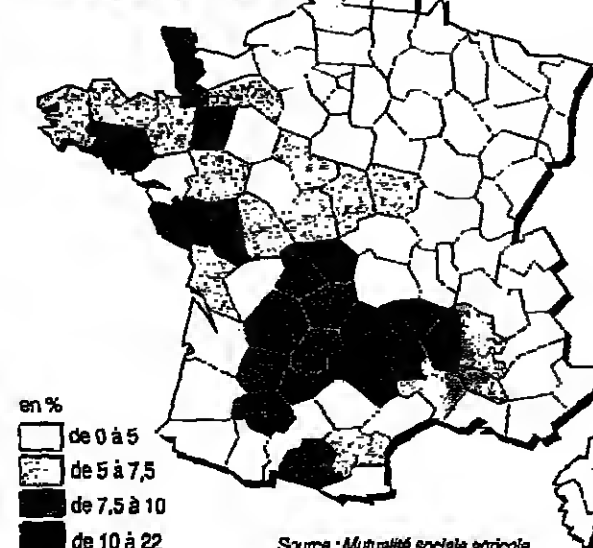 en %
de 0 à 5
de 5 à 7,5
de 7,5 à 10
de 10 à 22
Source : Mutualité sociale agricole